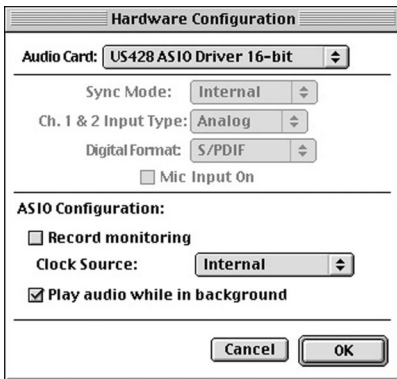 Hardware Configuration
Audio Card: US428 ASIO Driver 16-bit
Sync Mode: Internal
Ch. 1 & 2 Input Type: Analog
Digital Format: S/PDIF
Mic Input On
ASIO Configuration:
Record monitoring
Clock Source: Internal
Play audio while in background
Cancel OK